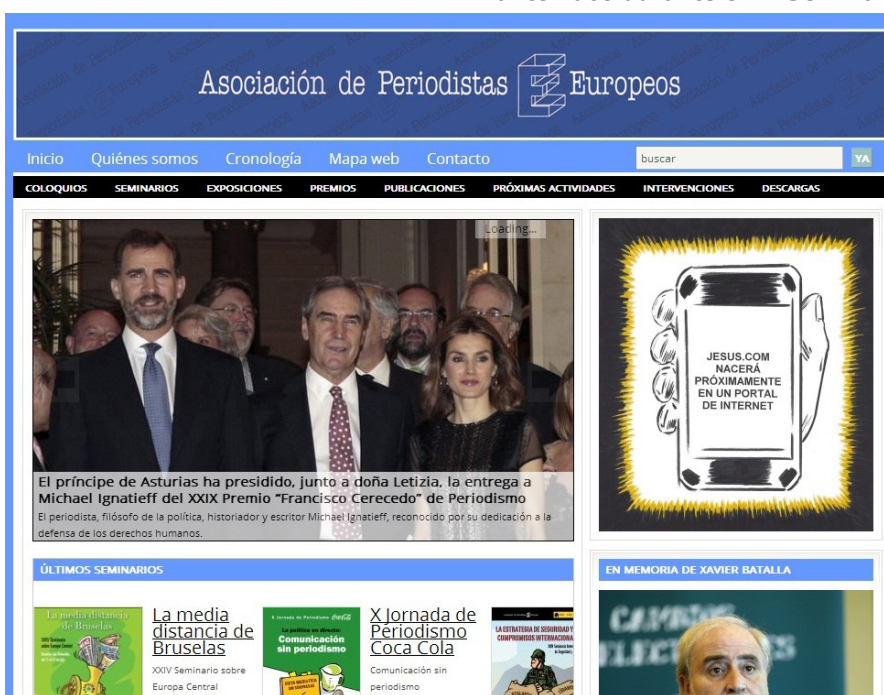 Asociación de Periodistas Europeos
Inicio Quiénes somos Cronología Mapa web Contacto
buscar YA
COLOQUIOS SEMINARIOS EXPOSICIONES PREMIOS PUBLICACIONES PRÓXIMAS ACTIVIDADES INTERVENCIONES DESCARGAS
Loading...
El príncipe de Asturias ha presidido, junto a doña Letizia, la entrega a
Michael Ignatieff del XXIX Premio “Francisco Cerecedo” de Periodismo
El periodista, filósofo de la política, historiador y escritor Michael Ignatieff, reconocido por su dedicación a la
defensa de los derechos humanos.
JESUS.COM
NACERÁ
PRÓXIMAMENTE
EN UN PORTAL
DE INTERNET
ÚLTIMOS SEMINARIOS
La media distancia
de Bruselas
La media
distancia de
Bruselas
XXIV Seminario sobre
Europa Central
La política en directo:
Comunicación
sin periodismo
X Jornada de
Periodismo
Coca Cola
Comunicación sin
periodismo
LA ESTRATEGIA DE SEGURIDAD Y
COMPROMISOS INTERNACIONA
EN MEMORIA DE XAVIER BATALLA